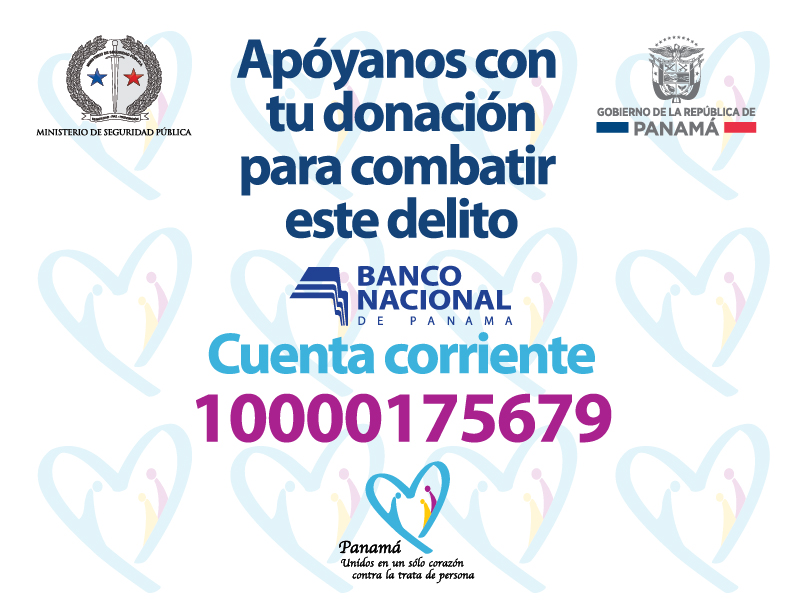 MINISTERIO DE SEGURIDAD PÚBLICA
Apóyanos con
tu donación
para combatir
este delito
GOBIERNO DE LA REPÚBLICA DE
PANAMÁ
BANCO
NACIONAL
DE PANAMA
Cuenta corriente
10000175679
Panamá
Unidos en un sólo corazón
contra la trata de persona